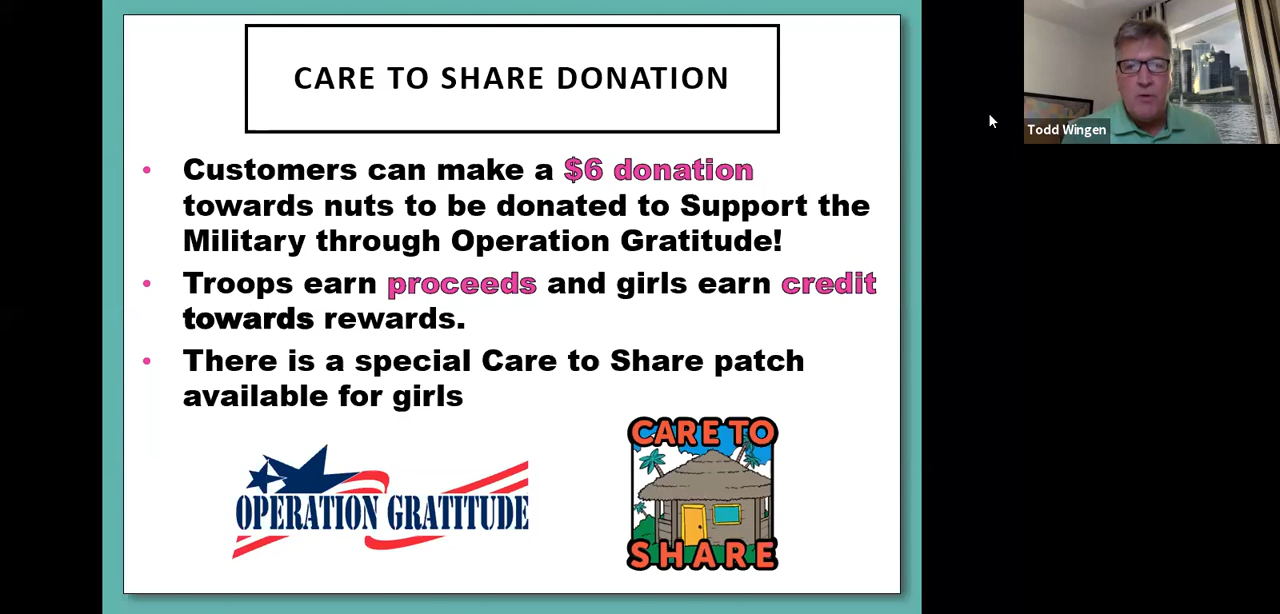 CARE TO SHARE DONATION
Todd Wingen
• Customers can make a $6 donation
towards nuts to be donated to Support the
Military through Operation Gratitude!
• Troops earn proceeds and girls earn credit
towards rewards.
• There is a special Care to Share patch
available for girls
CARE TO
OPERATION GRATITUDE
SHARE